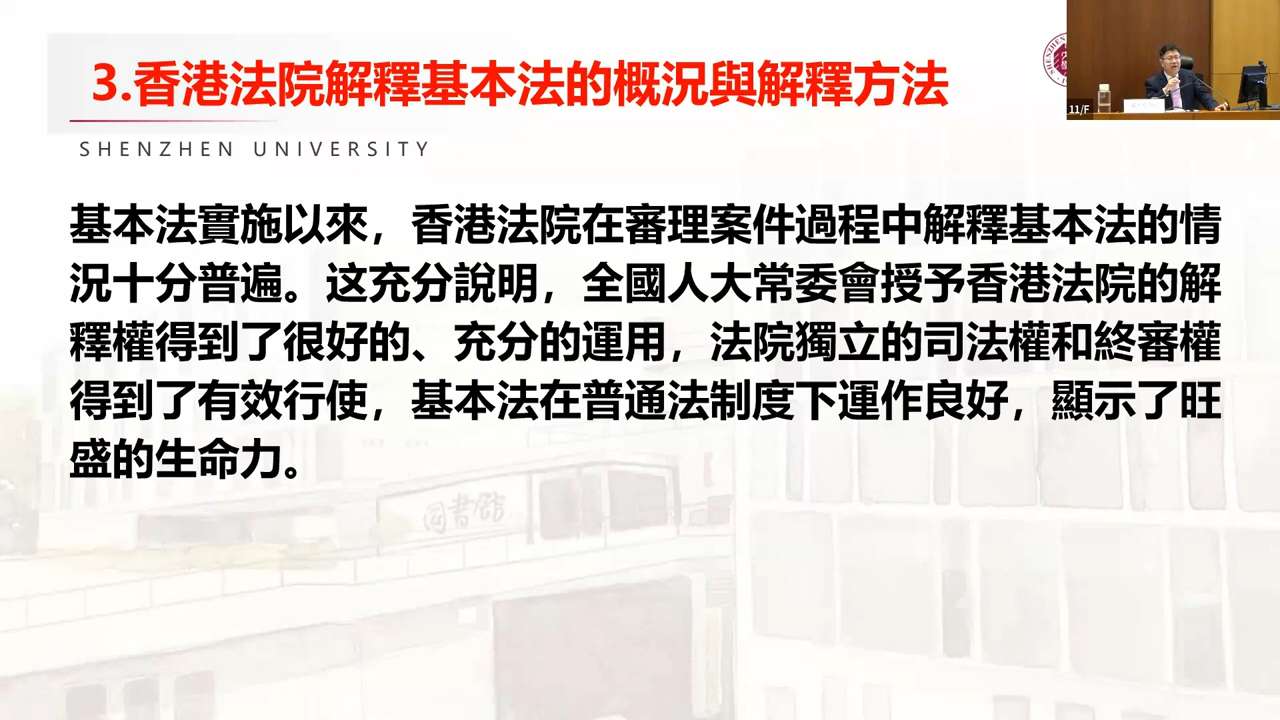 3.香港法院解釋基本法的概況與解釋方法
SHENZHEN UNIVERSITY
基本法實施以來，香港法院在審理案件過程中解釋基本法的情
況十分普遍。这充分說明，全國人大常委會授予香港法院的解
釋權得到了很好的、充分的運用，法院獨立的司法權和終審權
得到了有效行使，基本法在普通法制度下運作良好，顯示了旺
盛的生命力。
图書館
11/F